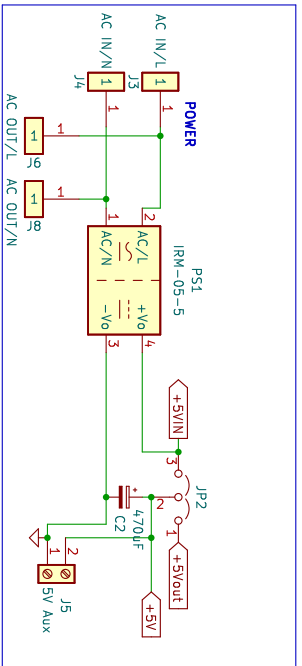 POWER
AC IN/L
J3
1
1
AC IN/N
J4
1
1
AC OUT/L
J6
1
1
AC OUT/N
J8
1
1
PS1
IRM-05-5
2
AC/L
+Vo
4
1
AC/N
-Vo
3
+5VIN
JP2
3
2
1
+5Vout
470uF
C2
+5V
J5
5V Aux
2
1